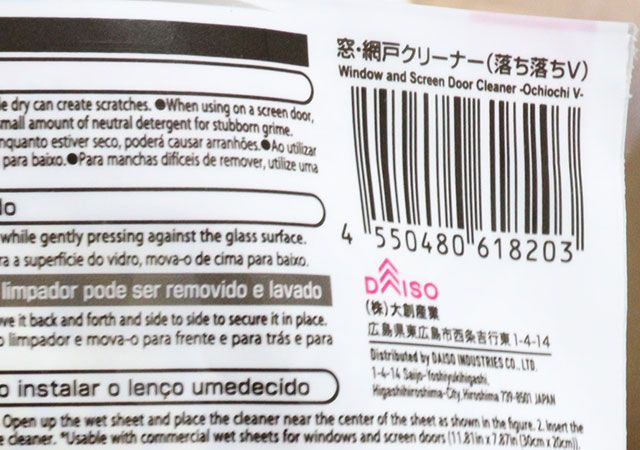 窓・網戸クリーナー(落ち落ちV)
Window and Screen Door Cleaner -Ochiochi V-
dry can create scratches. ●When using on a screen door,
small amount of neutral detergent for stubborn grime.
enquanto estiver seco, poderá causar arranhões.●Ao utilizar
para baixo.●Para manchas difíceis de remover, utilize uma
while gently pressing against the glass surface.
a superfície do vidro, mova-o de cima para baixo.
limpador pode ser removido e lavado
it back and forth and side to side to secure it in place.
o limpador e mova-o para frente e para trás e para
o instalar o lenço umedecido
Open up the wet sheet and place the cleaner near the center of the sheet as shown in the figure. 2. Insert the
cleaner. *Usable with commercial wet sheets for windows and screen doors (11.81in x 7.87in (30cm x 20cm)).
4 550480 618203
DAISO
(株)大創産業
広島県東広島市西条吉行東1-4-14
Distributed by DAISO INDUSTRIES CO., LTD.
1-4-14 Saijo-Yoshiyukihigashi,
Higashihiroshima-City, Hiroshima 739-8501 JAPAN